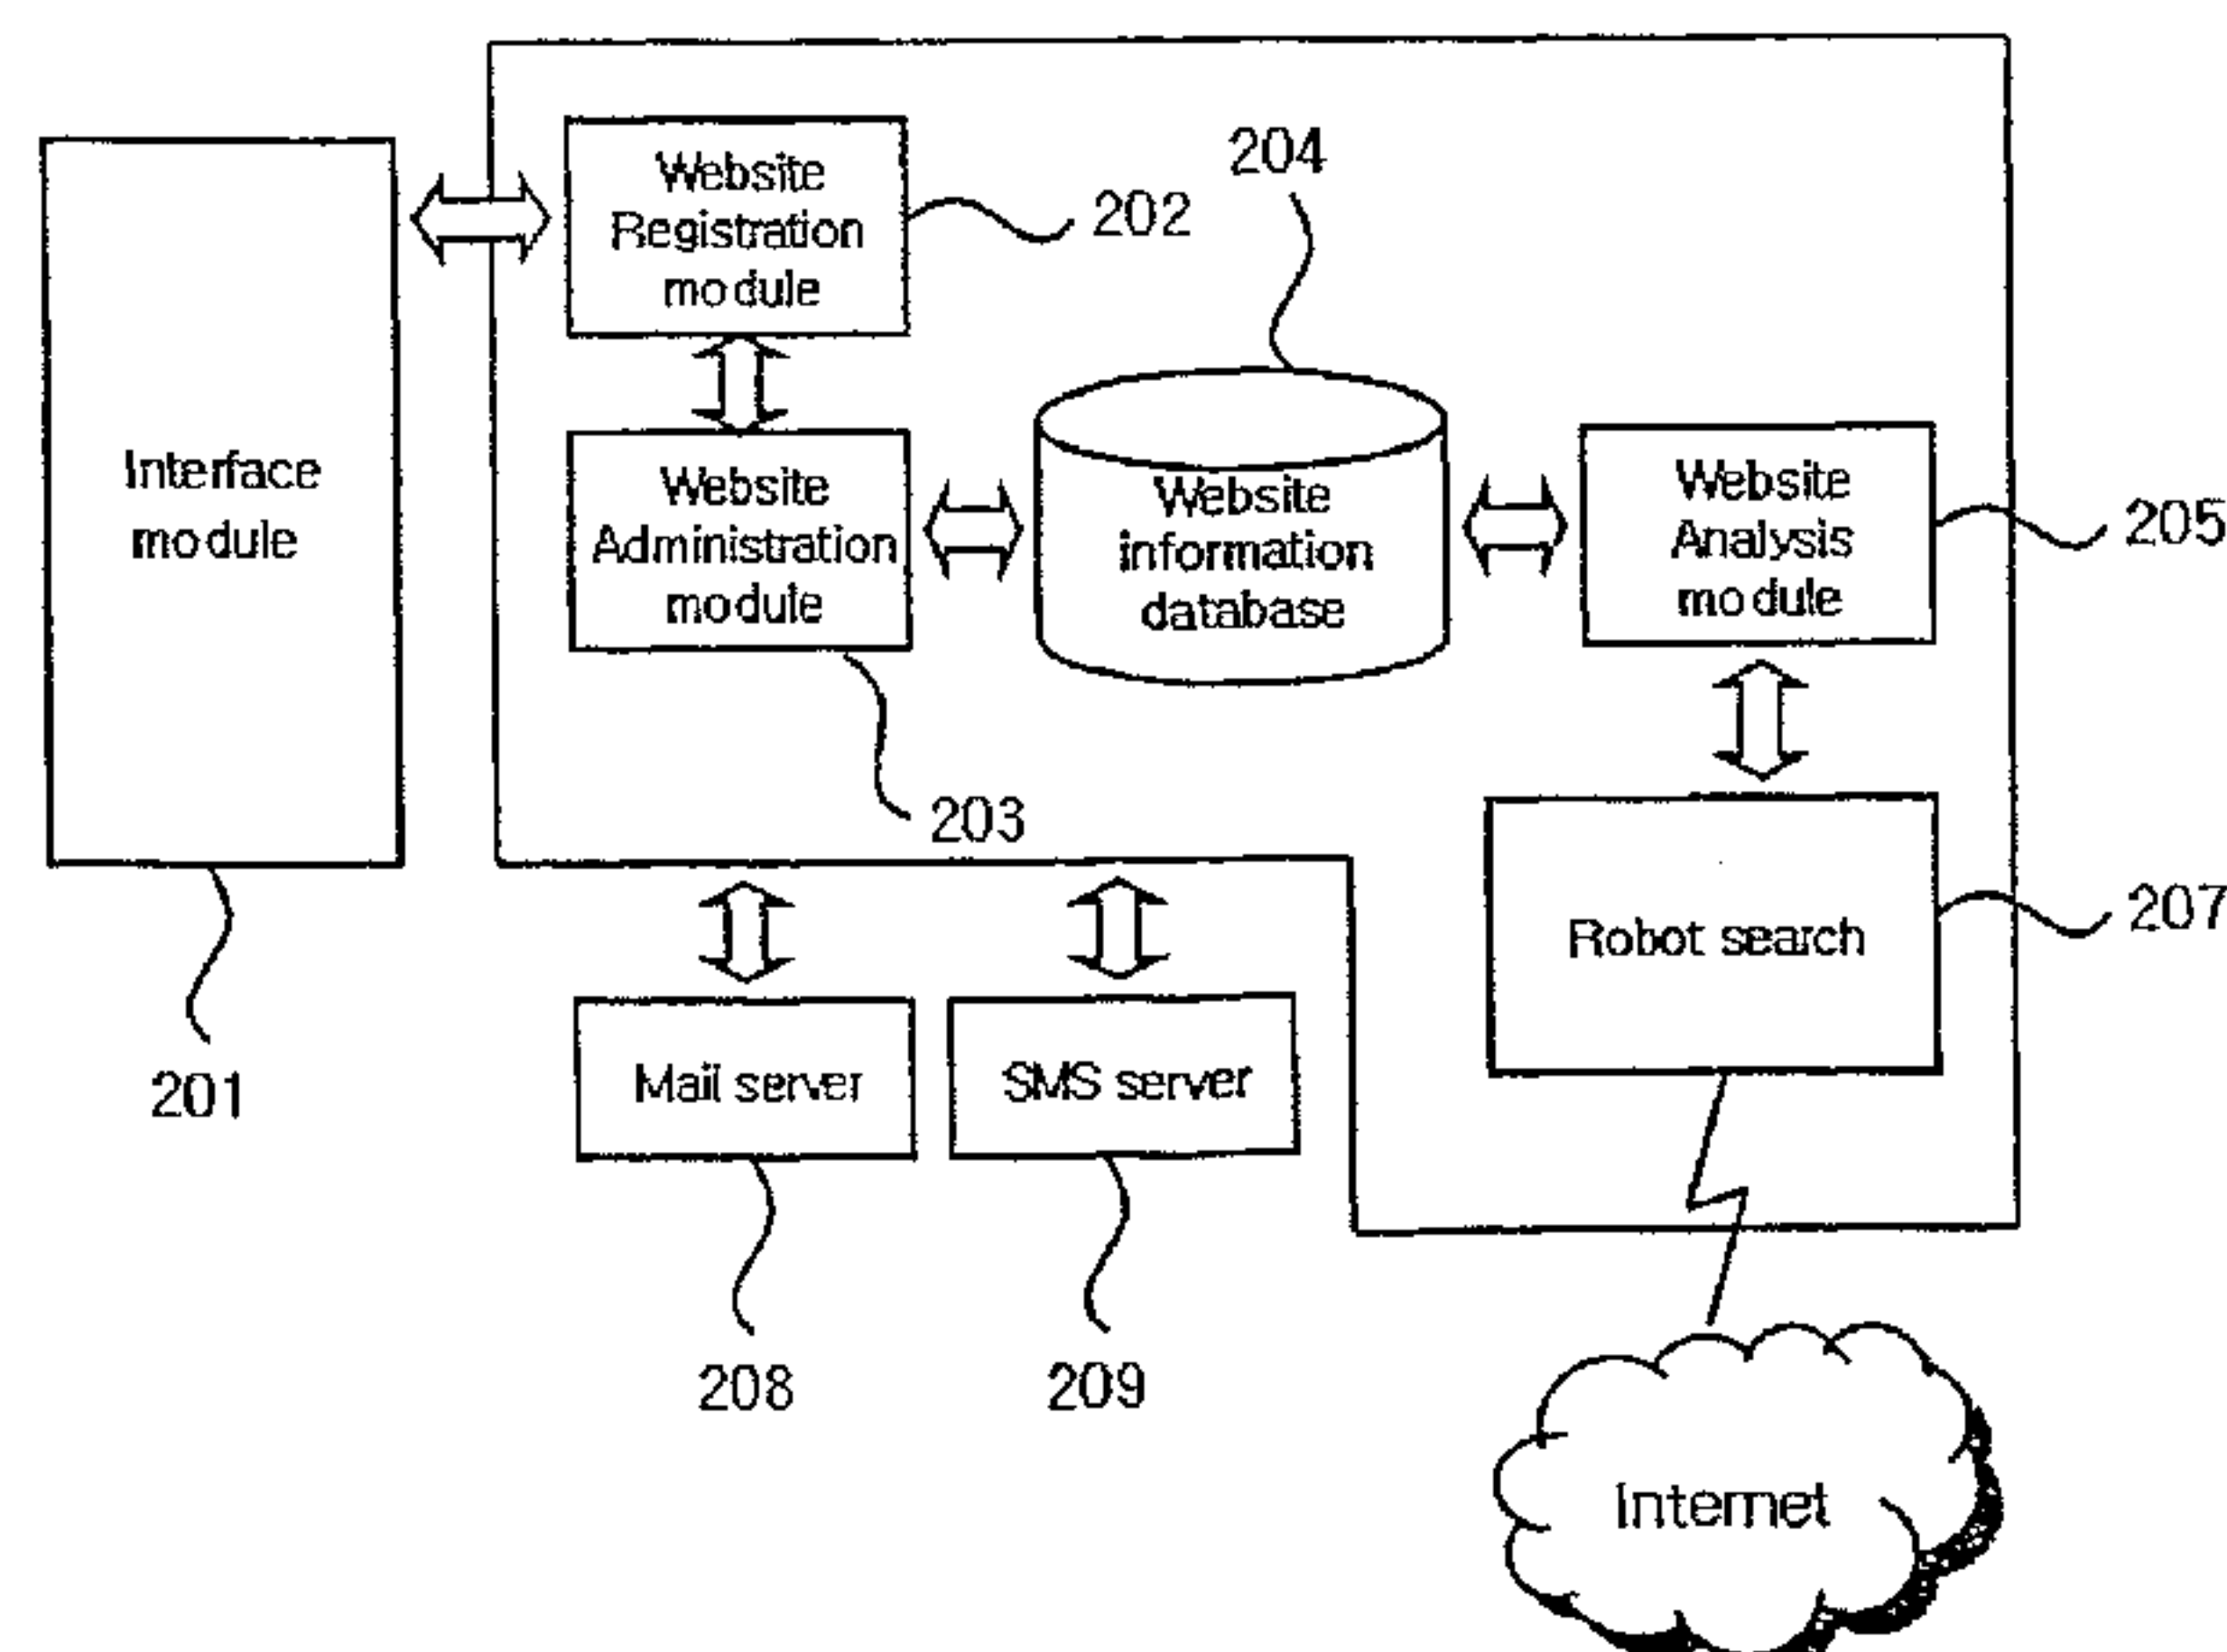 Website
Registration
module
202
204
Interface
module
Website
Administration
module
Website
information
database
Website
Analysis
module
205
203
Robot search
207
201
Mail server
SMS server
208
209
Internet